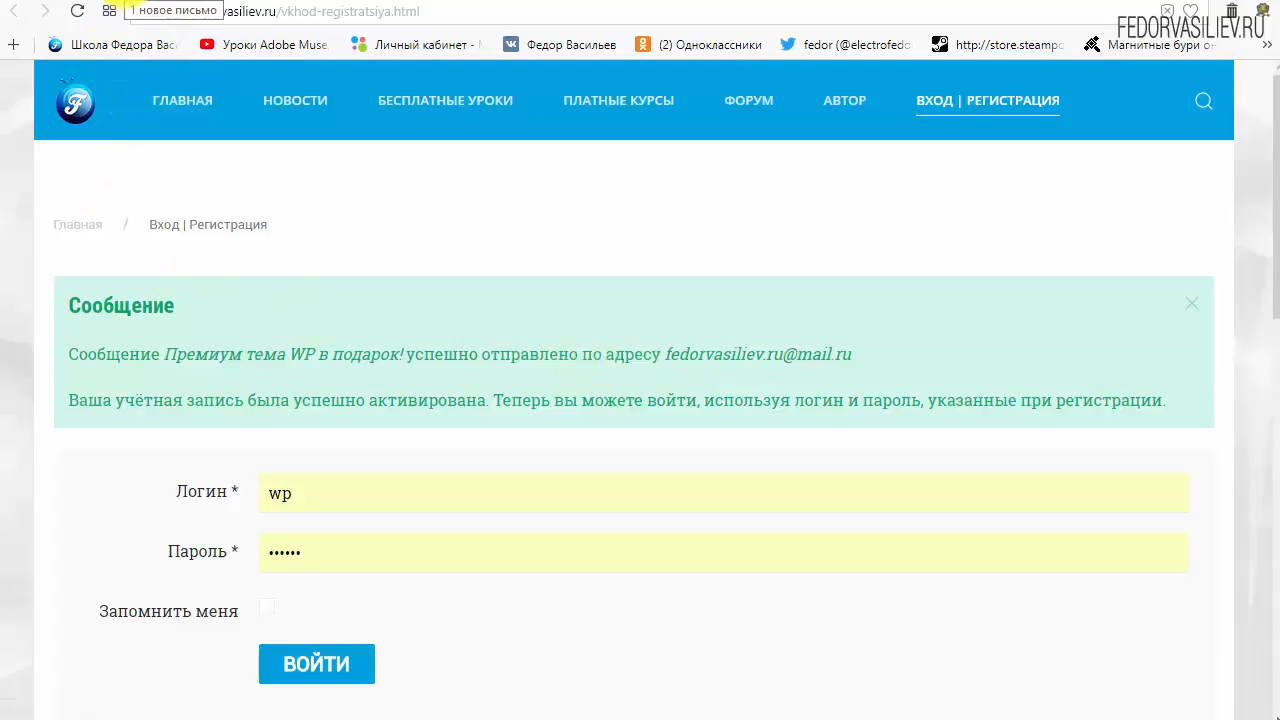 1 новое письмо
vasiliev.ru/vkhod-registratsiya.html
FEDORVASILIEV.RU
Школа Федора Вас
Уроки Adobe Muse
Личный кабинет -
Федор Васильев
(2) Одноклассники
fedor (@electrofedo
http://store.steampo
Магнитные бури он
ГЛАВНАЯ
НОВОСТИ
БЕСПЛАТНЫЕ УРОКИ
ПЛАТНЫЕ КУРСЫ
ФОРУМ
АВТОР
ВХОД | РЕГИСТРАЦИЯ
Главная / Вход | Регистрация
Сообщение
Сообщение Премиум тема WP в подарок! успешно отправлено по адресу fedorvasiliev.ru@mail.ru
Ваша учётная запись была успешно активирована. Теперь вы можете войти, используя логин и пароль, указанные при регистрации.
Логин *
wp
Пароль *
••••••
Запомнить меня
ВОЙТИ